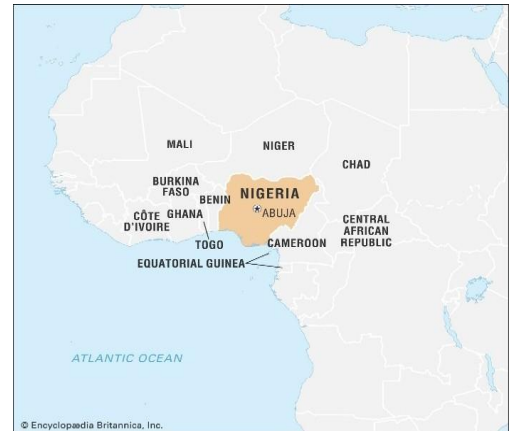 MALI
NIGER
CHAD
BURKINA
FASO
BENIN
NIGERIA
ABUJA
CÔTE
D'IVOIRE
GHANA
TOGO
CAMEROON
CENTRAL
AFRICAN
REPUBLIC
EQUATORIAL GUINEA
ATLANTIC OCEAN
© Encyclopædia Britannica, Inc.